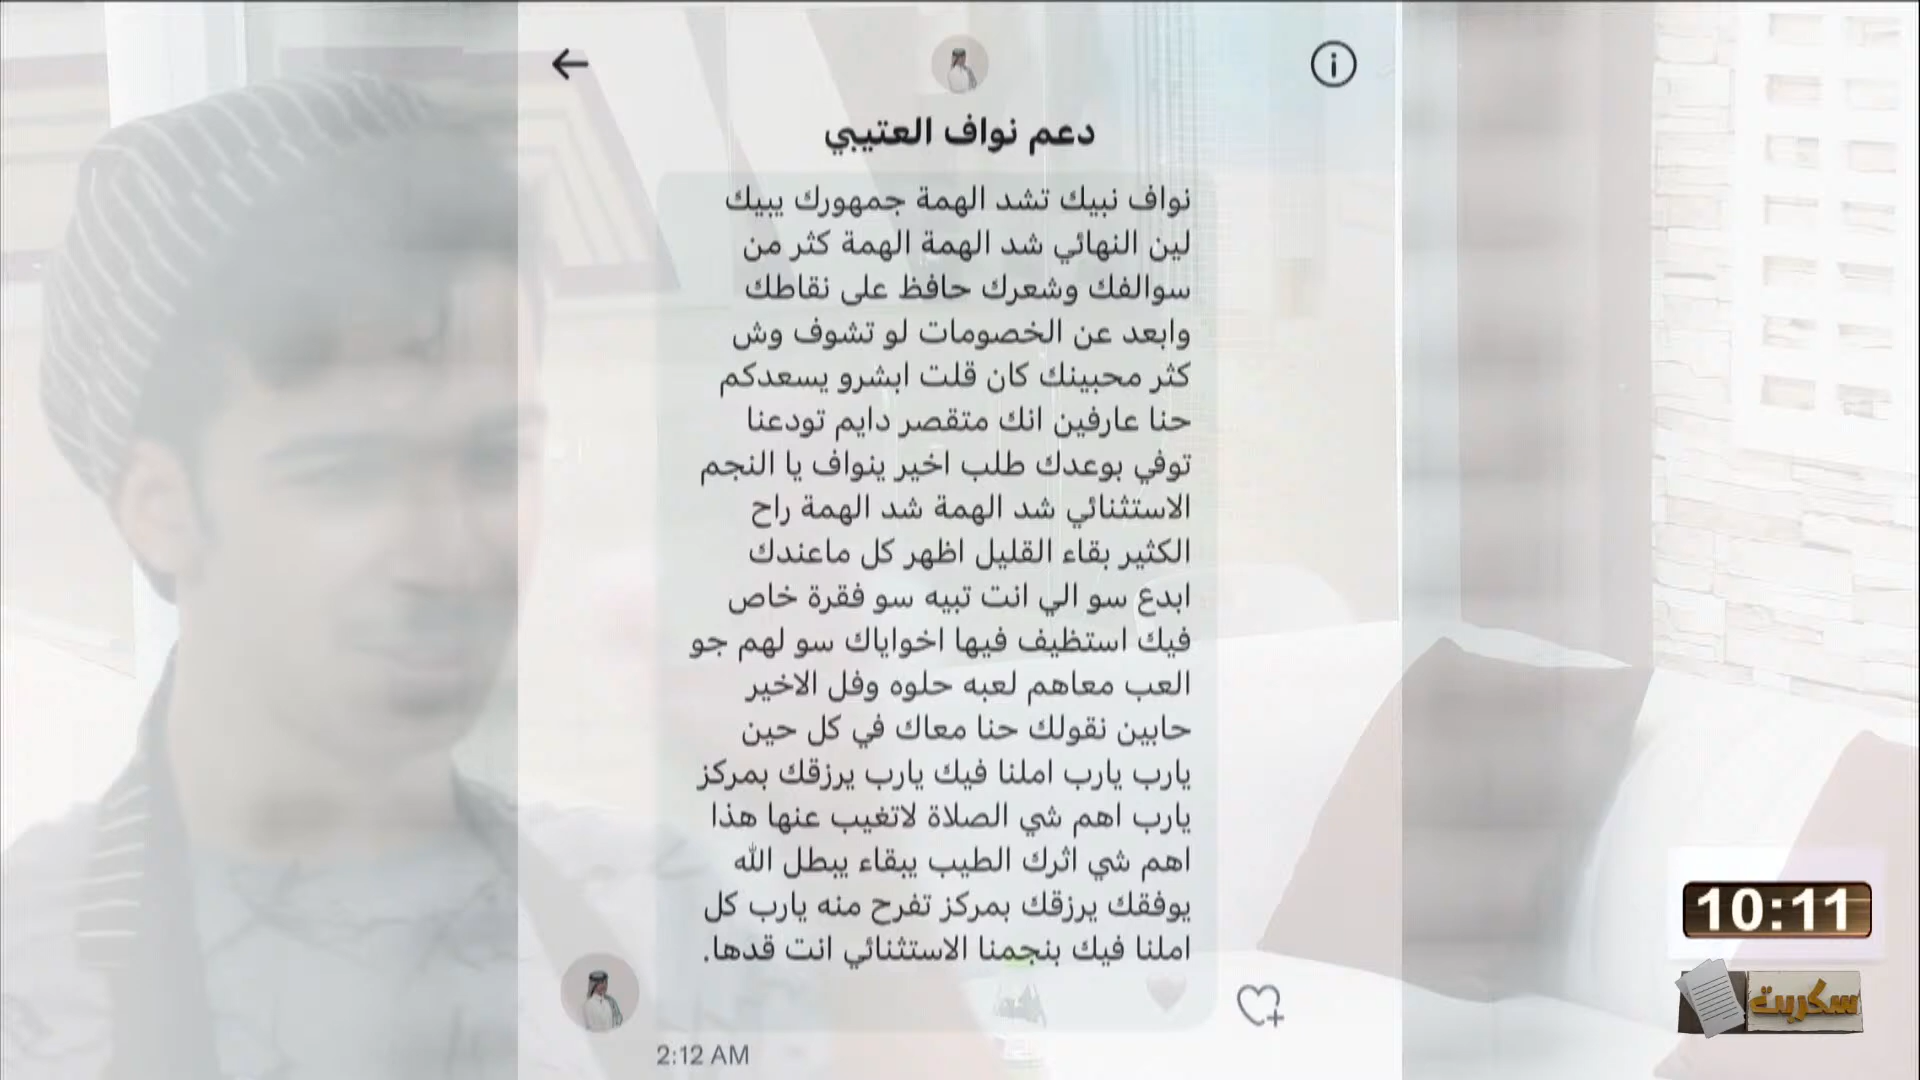 دعم نواف العتيبي
نواف نبيك تشد الهمة جمهورك يبيك
لين النهائي شد الهمة الهمة كثر من
سوالفك وشعرك حافظ على نقاطك
وابعد عن الخصومات لو تشوف وش
كثر محبينك كان قلت ابشرو يسعدكم
حنا عارفين انك متقصر دايم تودعنا
توفي بوعدك طلب اخير ينواف يا النجم
الاستثنائي شد الهمة شد الهمة راح
الكثير بقاء القليل اظهر كل ماعندك
ابدع سو الي انت تبيه سو فقرة خاص
فيك استظيف فيها اخواياك سو لهم جو
العب معاهم لعبه حلوه وفل الاخير
حابين نقولك حنا معاك في كل حين
يارب يارب املنا فيك يارب يرزقك بمركز
يارب اهم شي الصلاة لاتغيب عنها هذا
اهم شي اثرك الطيب يبقاء يبطل الله
يوفقك يرزقك بمركز تفرح منه يارب كل
املنا فيك بنجمنا الاستثنائي انت قدها.
2:12 AM
10:11
سكربت